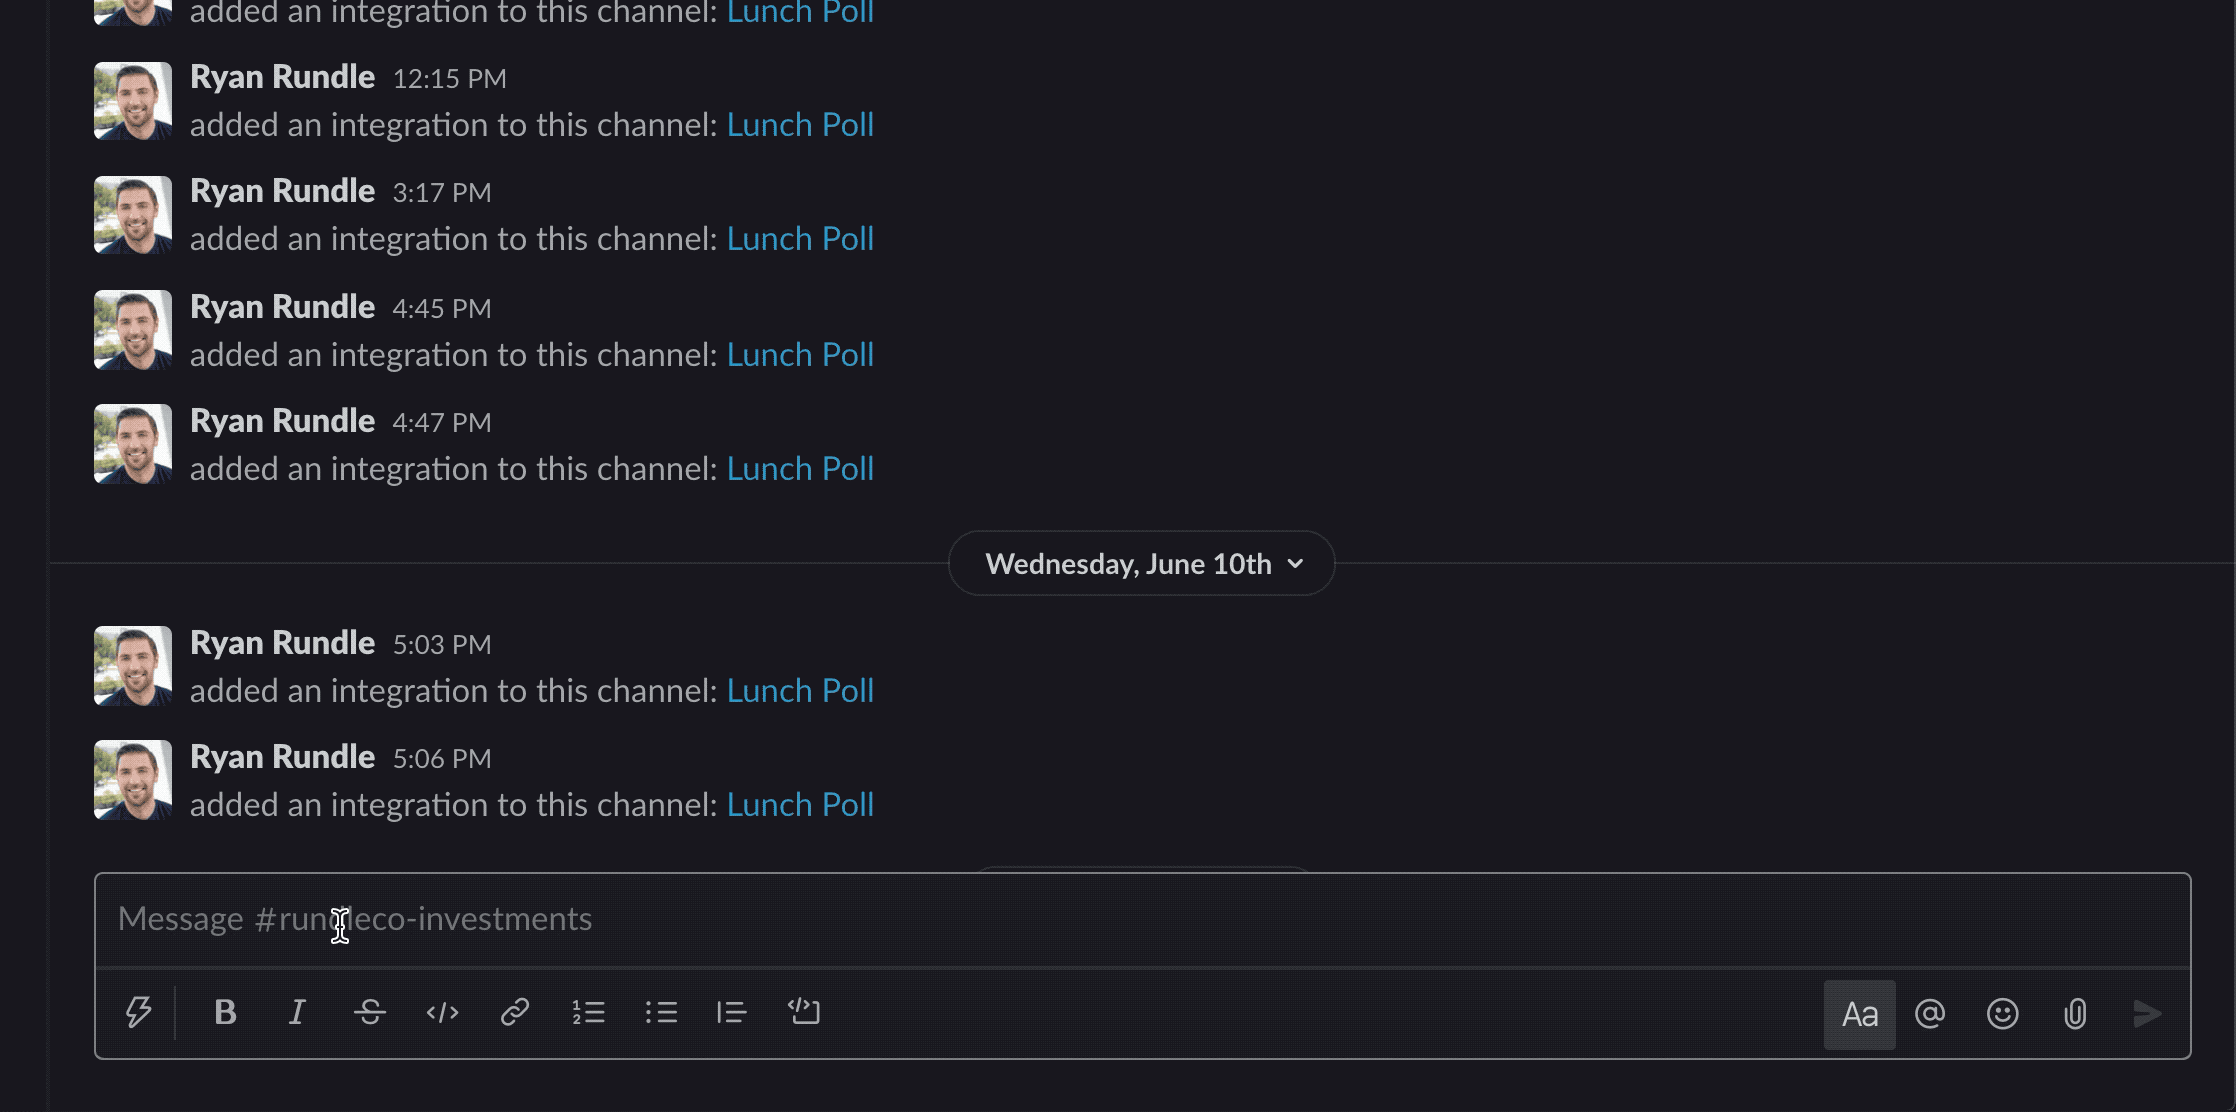 added an integration to this channel: Lunch Poll
Ryan Rundle 12:15 PM
added an integration to this channel: Lunch Poll
Ryan Rundle 3:17 PM
added an integration to this channel: Lunch Poll
Ryan Rundle 4:45 PM
added an integration to this channel: Lunch Poll
Ryan Rundle 4:47 PM
added an integration to this channel: Lunch Poll
Wednesday, June 10th
Ryan Rundle 5:03 PM
added an integration to this channel: Lunch Poll
Ryan Rundle 5:06 PM
added an integration to this channel: Lunch Poll
Message #rundleco-investments
B I S </> Aa @